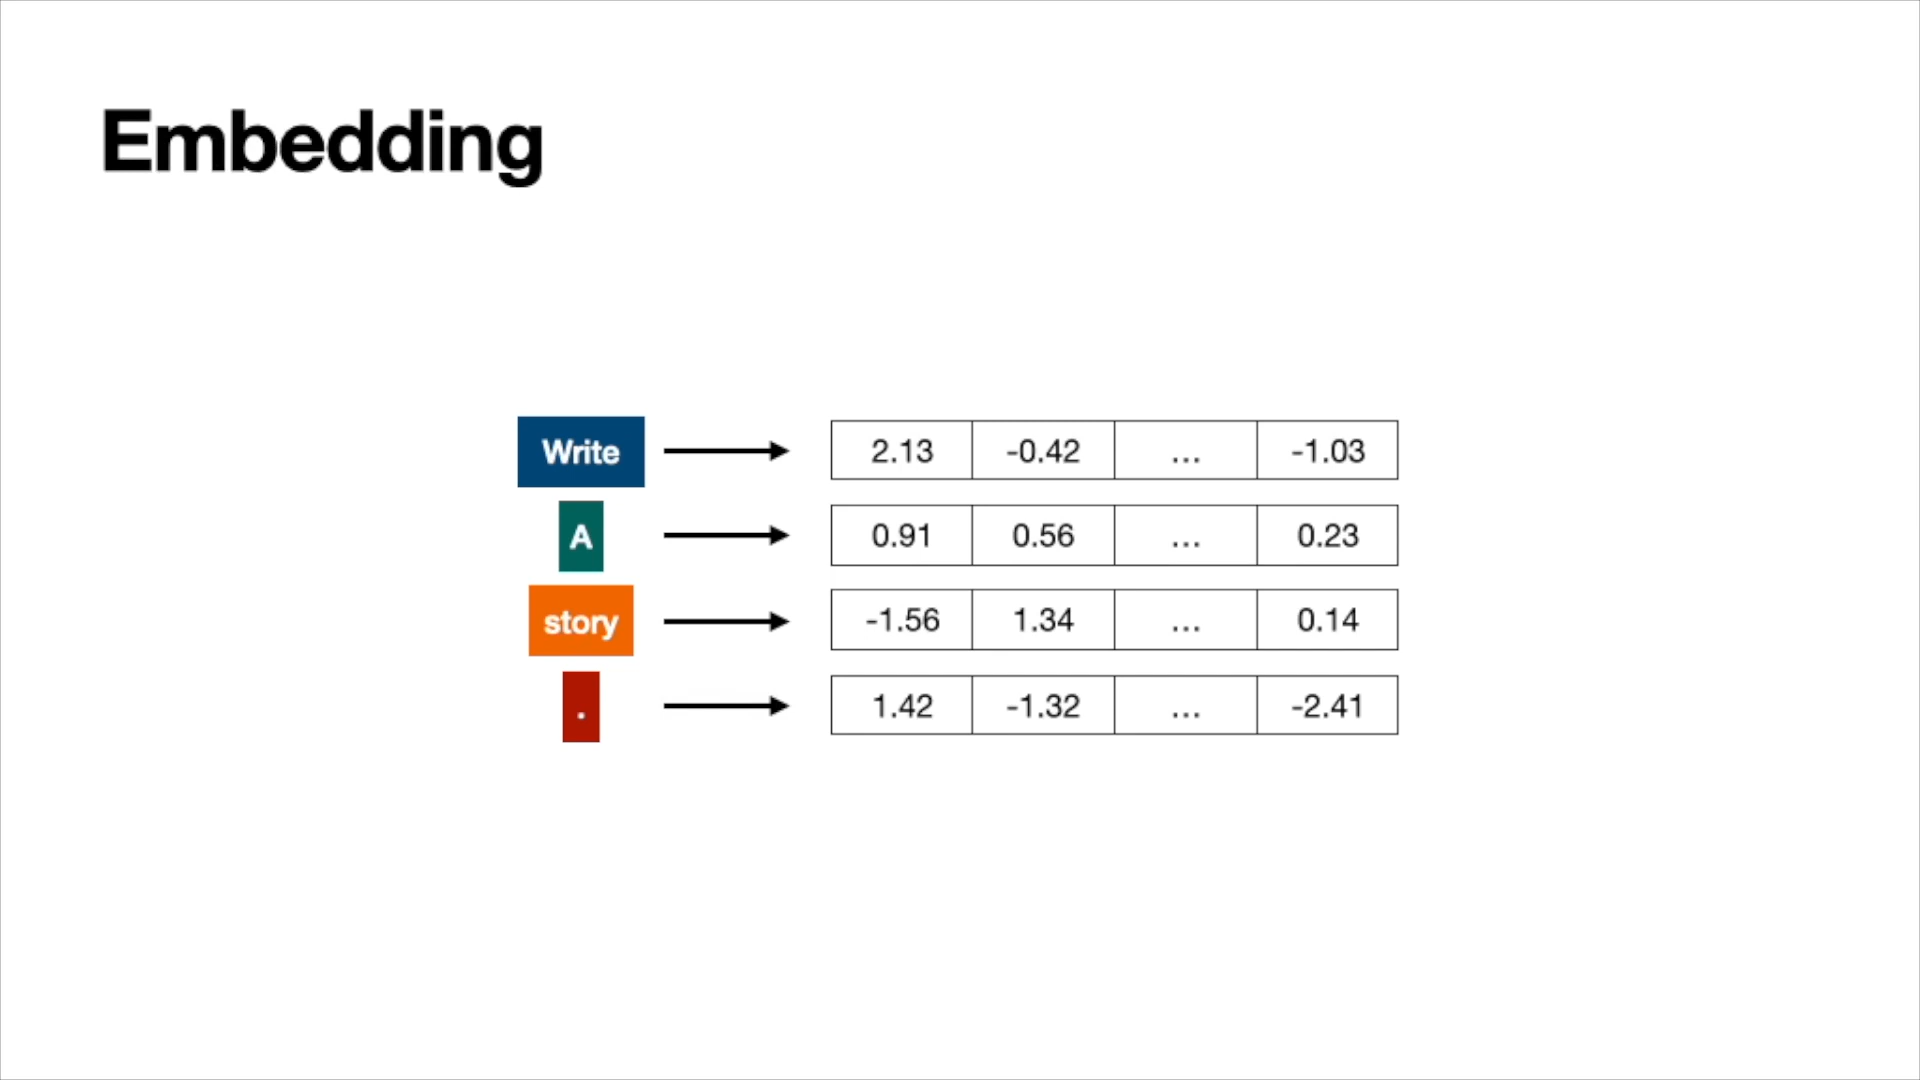 Embedding
Write 2.13 -0.42 ... -1.03
A 0.91 0.56 ... 0.23
story -1.56 1.34 ... 0.14
. 1.42 -1.32 ... -2.41